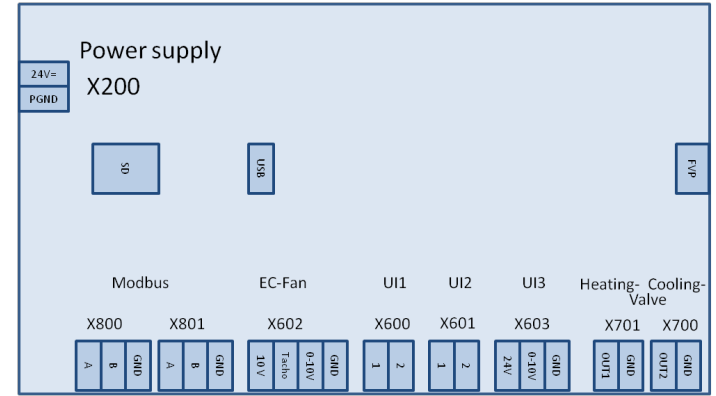 Power supply
24V=
X200
PGND
SD
USB
FVP
Modbus EC-Fan UI1 UI2 UI3 Heating- Cooling-
Valve
X800 X801 X602 X600 X601 X603 X701 X700
A B GND A B GND 10V Tacho 0-10V GND 1 2 1 2 24V 0-10V GND OUT1 GND OUT2 GND